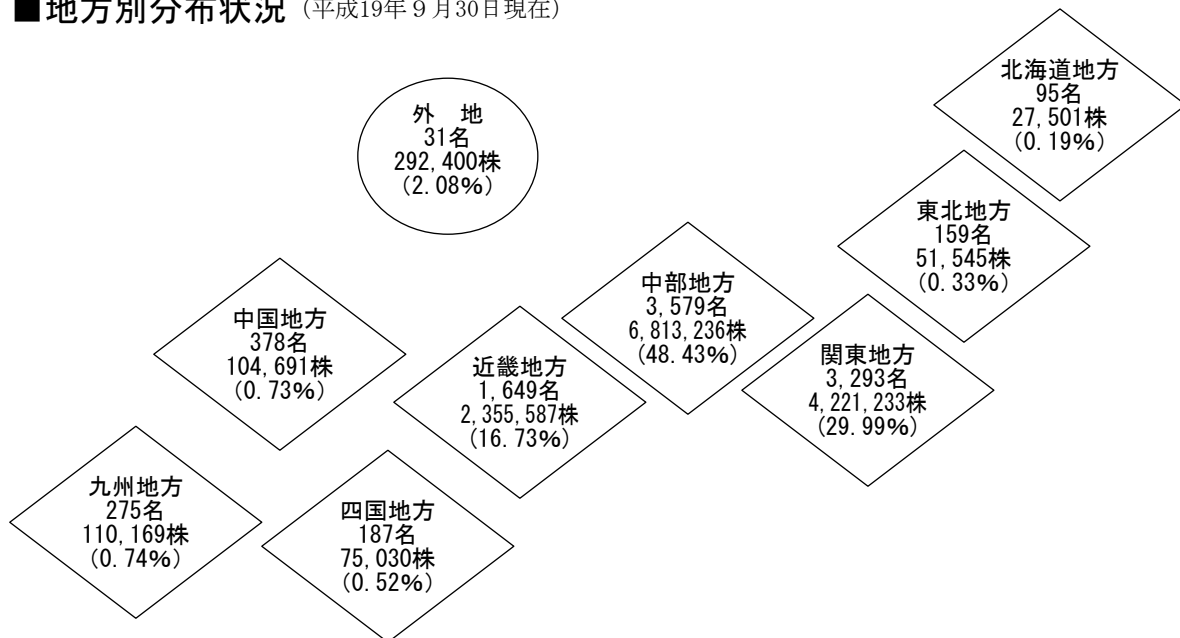 ■地方別分布状況（平成19年９月30日現在）
北海道地方
95名
27,501株
(0.19%)
外　地
31名
292,400株
(2.08%)
東北地方
159名
51,545株
(0.33%)
中部地方
3,579名
6,813,236株
(48.43%)
中国地方
378名
104,691株
(0.73%)
関東地方
3,293名
4,221,233株
(29.99%)
近畿地方
1,649名
2,355,587株
(16.73%)
九州地方
275名
110,169株
(0.74%)
四国地方
187名
75,030株
(0.52%)